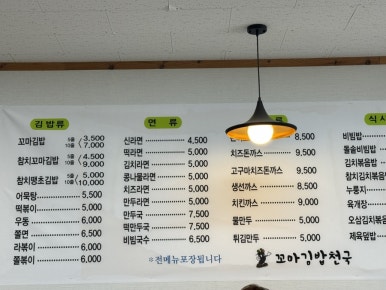 김밥류
꼬마김밥 5줄 3,500
10줄 7,000
참치꼬마김밥 5줄 4,500
10줄 9,000
참치땡초김밥 5줄 5,000
10줄 10,000
어묵탕 5,500
떡볶이 5,000
우동 6,000
쫄면 6,500
라볶이 6,000
쫄볶이 6,000
면류
신라면 4,500
떡라면 5,000
김치라면 5,000
콩나물라면 5,000
치즈라면 5,000
만두라면 5,000
만두국 7,500
떡만두국 7,500
비빔국수 6,500
*전메뉴포장됩니다
8,500
치즈돈까스 9,500
고구마치즈돈까스 9,500
생선까스 8,500
치킨까스 9,000
물만두 5,000
튀김만두 5,000
꼬마김밥천국
식사
비빔밥
돌솥비빔밥
김치볶음밥
참치김치볶음
누룽지
육개장
오삼김치볶음
제육볶음